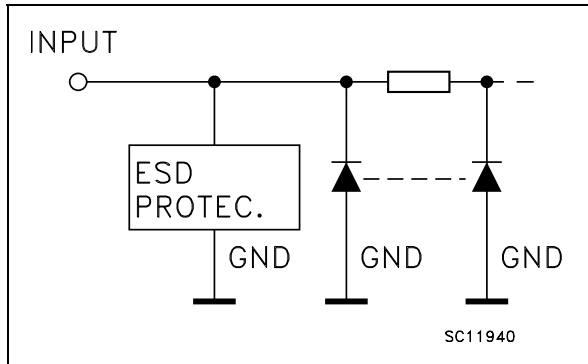 INPUT
ESD
PROTEC.
GND
GND
GND
SC11940